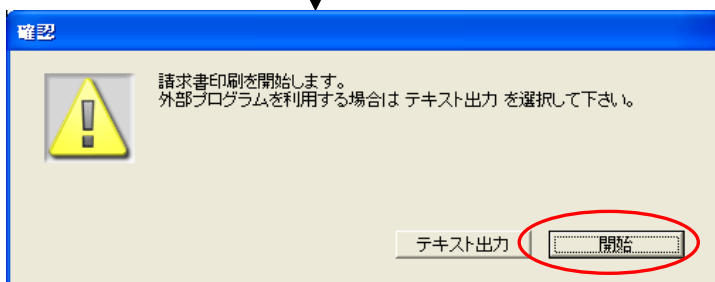 確認
請求書印刷を開始します。
外部プログラムを利用する場合は テキスト出力 を選択して下さい。
テキスト出力
開始